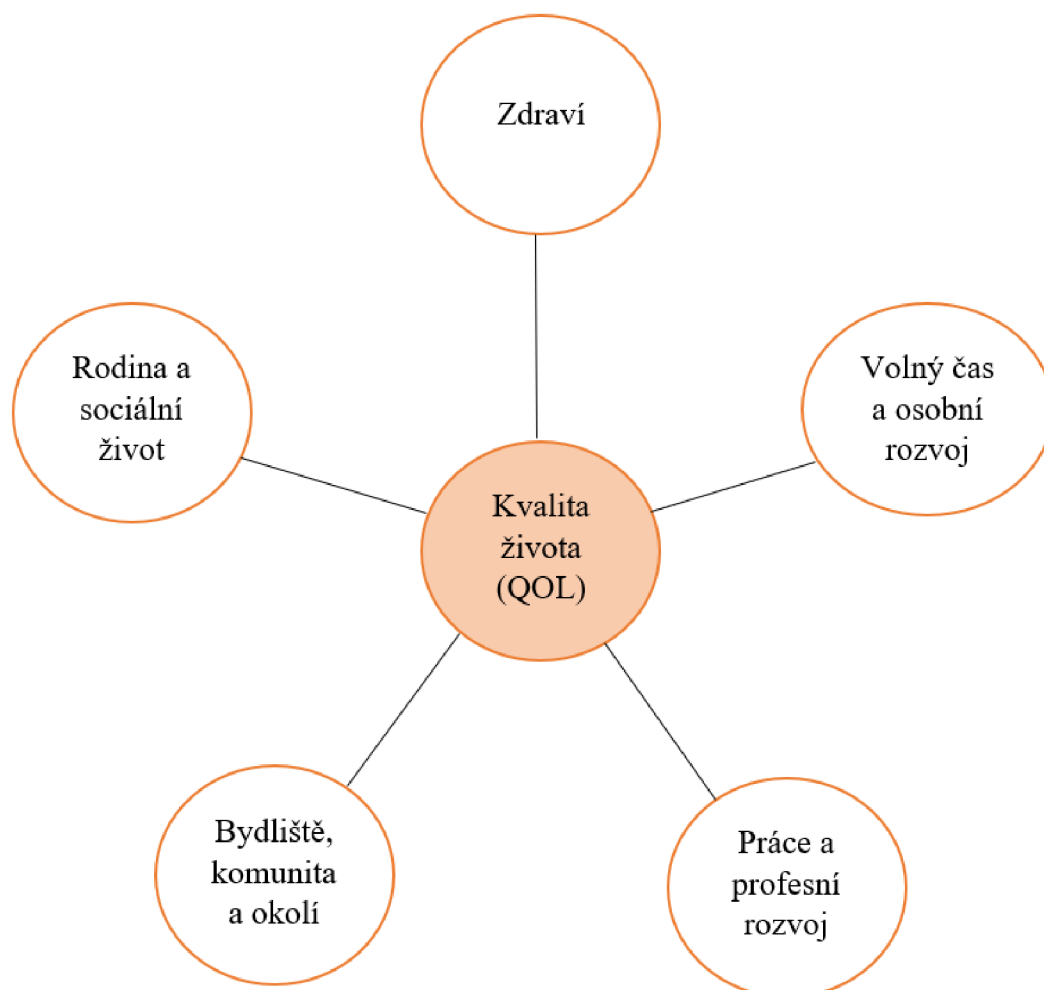 Zdraví
Rodina a
sociální
život
Volný čas
a osobní
rozvoj
Kvalita
života
(QOL)
Bydliště,
komunita
a okolí
Práce a
profesní
rozvoj